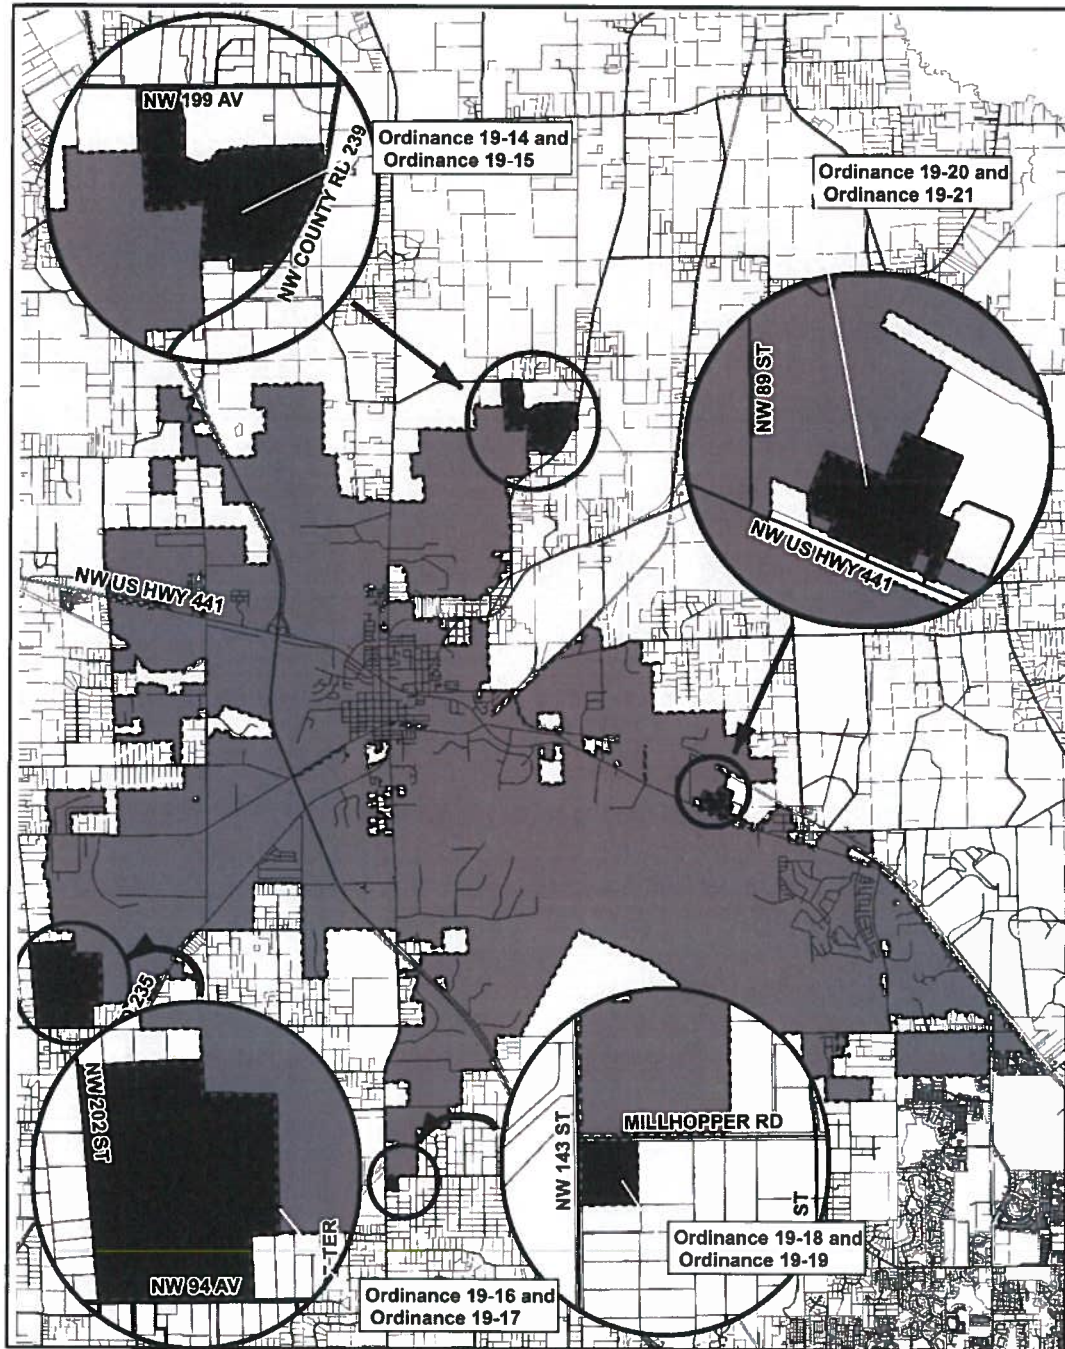 NW 199 AV
Ordinance 19-14 and
Ordinance 19-15
NW COUNTY RD 239
Ordinance 19-20 and
Ordinance 19-21
NW 89 ST
NW US HWY 441
NW US HWY 441
235
NW 202 ST
NW 94 AV
TER
Ordinance 19-16 and
Ordinance 19-17
MILLHOPPER RD
NW 143 ST
ST
Ordinance 19-18 and
Ordinance 19-19